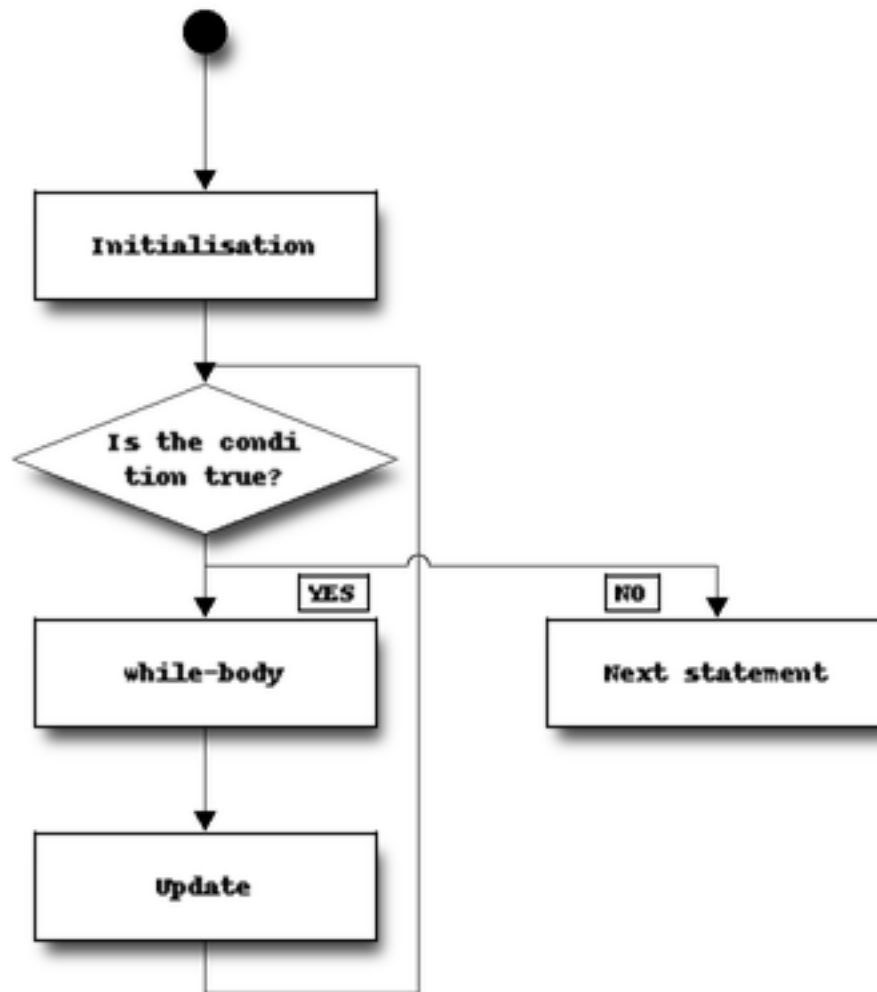 Initialisation
Is the condi
tion true?
YES
NO
while-body
Next statement
Update